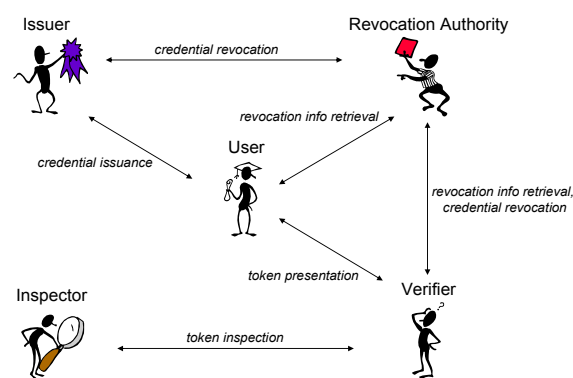 Issuer
Revocation Authority
credential revocation
revocation info retrieval
User
credential issuance
revocation info retrieval,
credential revocation
token presentation
Inspector
Verifier
?
token inspection